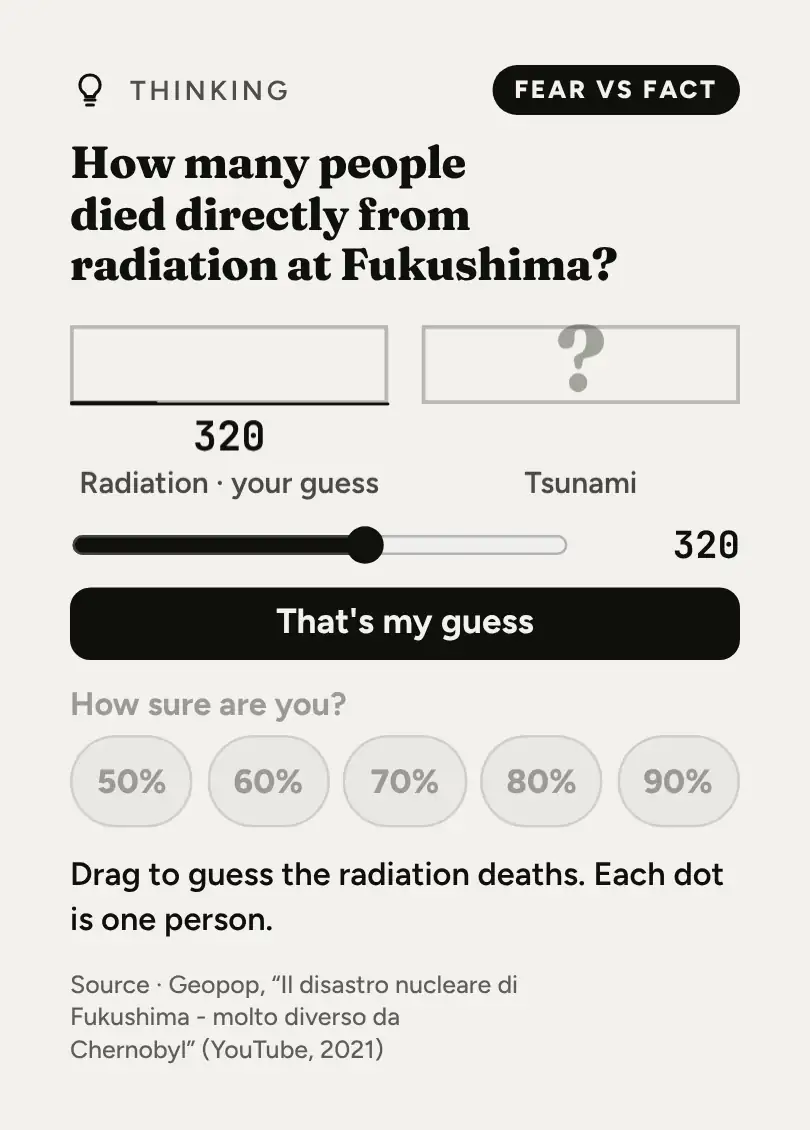 THINKING
FEAR VS FACT
How many people
died directly from
radiation at Fukushima?
?
320
Radiation · your guess
Tsunami
320
That's my guess
How sure are you?
50% 60% 70% 80% 90%
Drag to guess the radiation deaths. Each dot
is one person.
Source · Geopop, “Il disastro nucleare di
Fukushima - molto diverso da
Chernobyl” (YouTube, 2021)